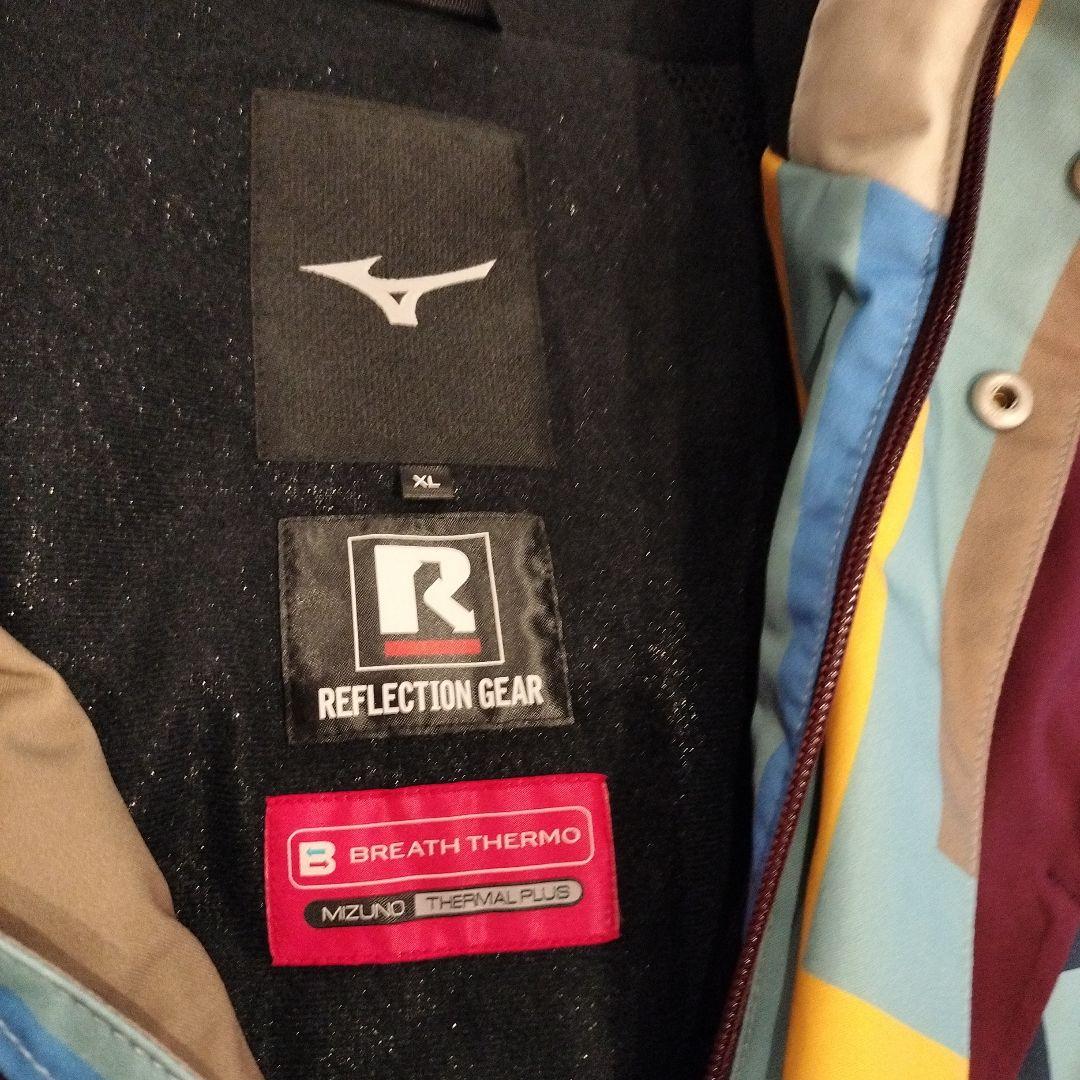 XL
R
REFLECTION GEAR
B BREATH THERMO
MIZUNO THERMAL PLUS